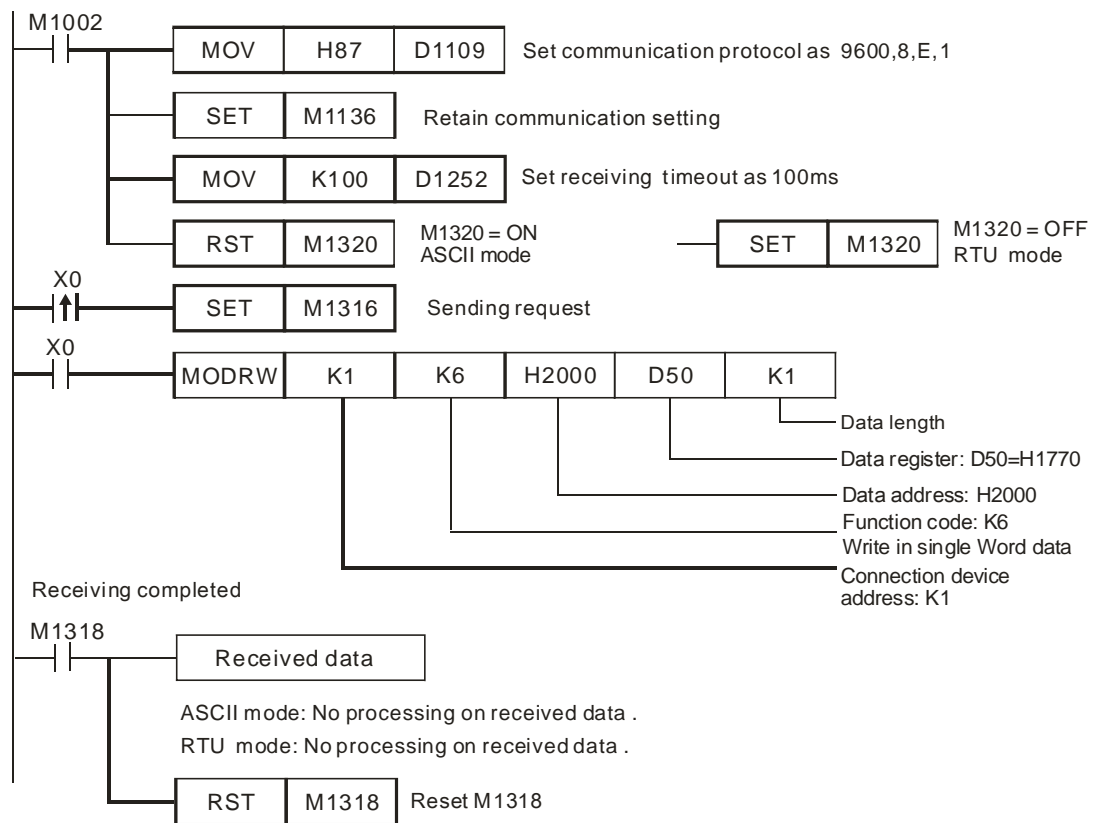 M1002
MOV H87 D1109 Set communication protocol as 9600,8,E,1
SET M1136 Retain communication setting
MOV K100 D1252 Set receiving timeout as 100ms
RST M1320 M1320 = ON
ASCII mode
SET M1320 M1320 = OFF
RTU mode
X0
SET M1316 Sending request
X0
MODRW K1 K6 H2000 D50 K1
Data length
Data register: D50=H1770
Data address: H2000
Function code: K6
Write in single Word data
Connection device
address: K1
Receiving completed
M1318
Received data
ASCII mode: No processing on received data .
RTU mode: No processing on received data .
RST M1318 Reset M1318